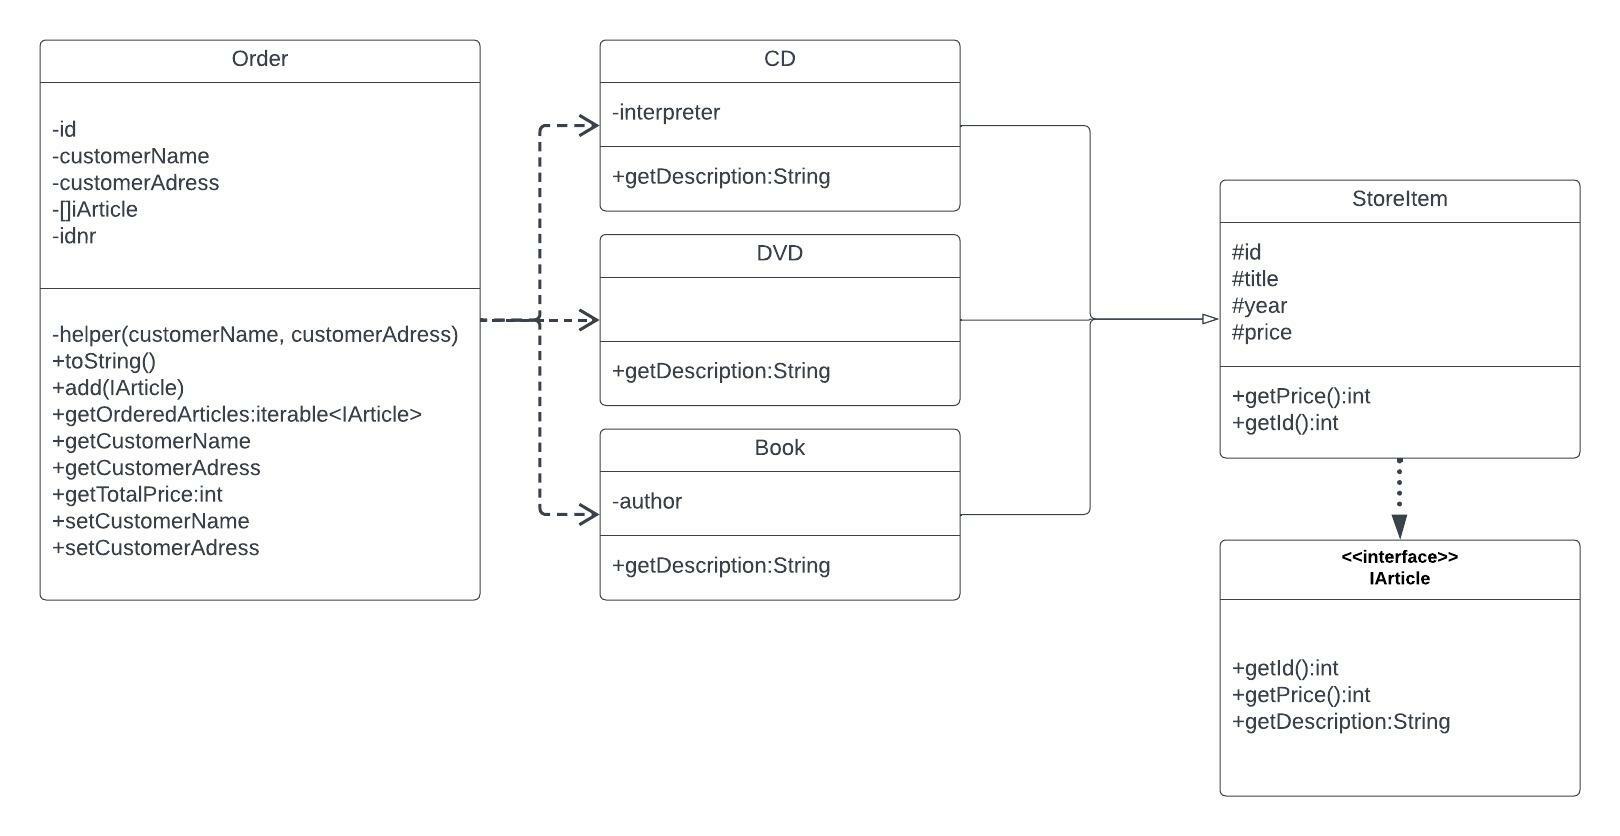 Order
-id
-customerName
-customerAdress
-[]iArticle
-idnr
-helper(customerName, customerAdress)
+toString()
+add(IArticle)
+getOrderedArticles:iterable<IArticle>
+getCustomerName
+getCustomerAdress
+getTotalPrice:int
+setCustomerName
+setCustomerAdress
CD
-interpreter
+getDescription:String
DVD
+getDescription:String
Book
-author
+getDescription:String
StoreItem
#id
#title
#year
#price
+getPrice():int
+getId():int
<<interface>>
IArticle
+getId():int
+getPrice():int
+getDescription:String